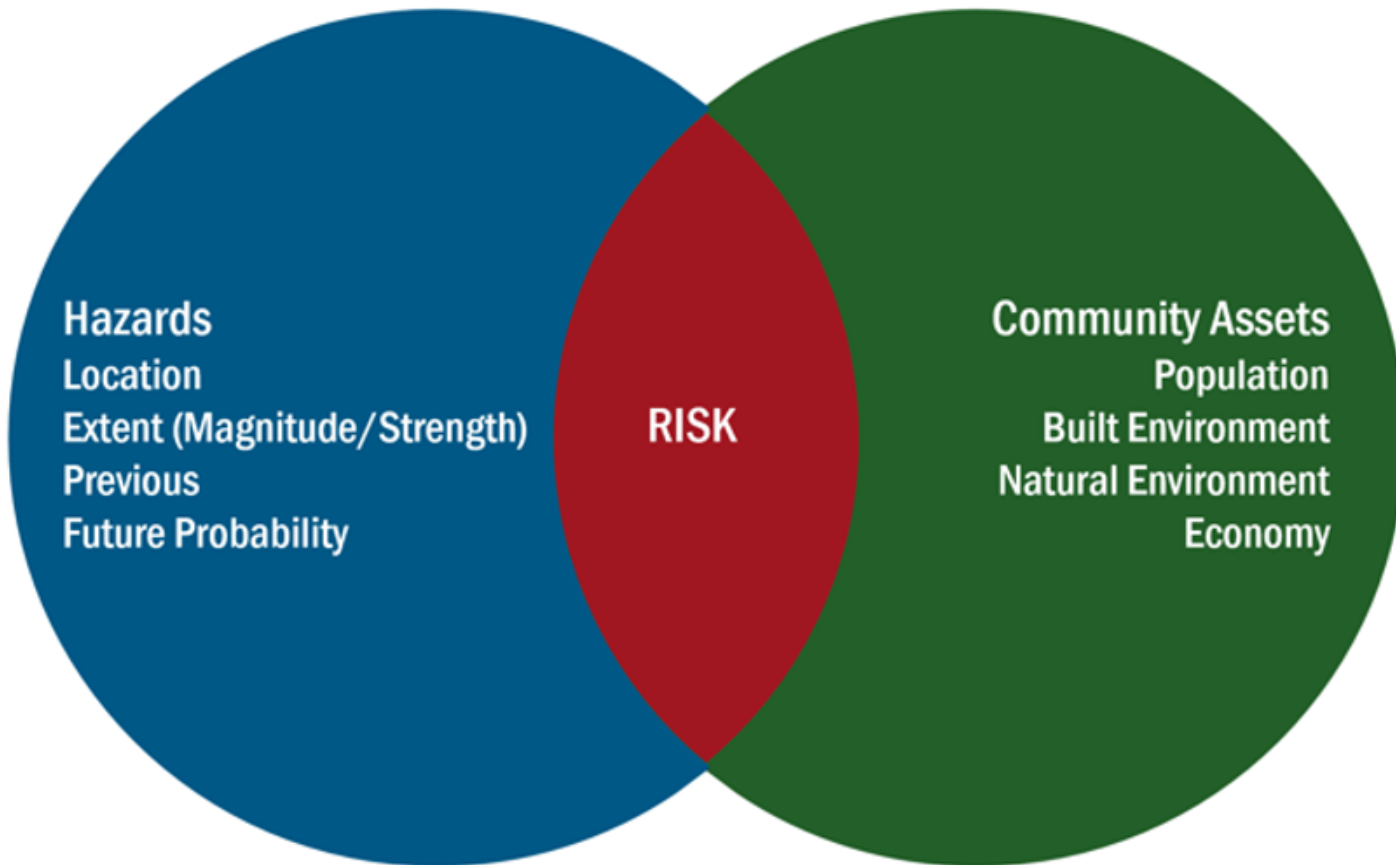 Hazards
Location
Extent (Magnitude/Strength)
Previous
Future Probability
RISK
Community Assets
Population
Built Environment
Natural Environment
Economy